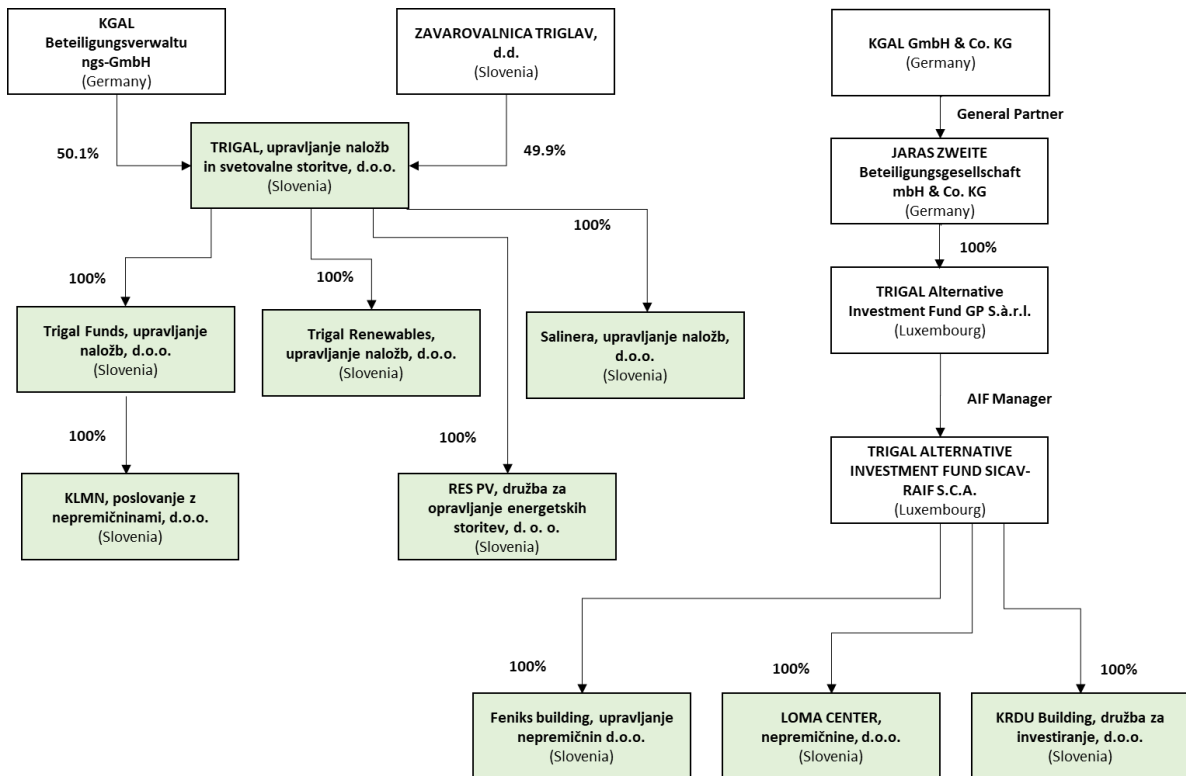 KGAL
Beteiligungsverwaltu
ngs-GmbH
(Germany)
ZAVAROVALNICA TRIGLAV,
d.d.
(Slovenia)
KGAL GmbH & Co. KG
(Germany)
General Partner
50.1%
TRIGAL, upravljanje naložb
in svetovalne storitve, d.o.o.
(Slovenia)
49.9%
JARAS ZWEITE
Beteiligungsgesellschaft
mbH & Co. KG
(Germany)
100%
100%
100%
100%
Trigal Funds, upravljanje
naložb, d.o.o.
(Slovenia)
Trigal Renewables,
upravljanje naložb, d.o.o.
(Slovenia)
Salinera, upravljanje naložb,
d.o.o.
(Slovenia)
TRIGAL Alternative
Investment Fund GP S.à.r.l.
(Luxembourg)
AIF Manager
100%
100%
KLMN, poslovanje z
nepremičninami, d.o.o.
(Slovenia)
RES PV, družba za
opravljanje energetskih
storitev, d. o. o.
(Slovenia)
TRIGAL ALTERNATIVE
INVESTMENT FUND SICAV-
RAIF S.C.A.
(Luxembourg)
100%
100%
100%
Feniks building, upravljanje
nepremičnin d.o.o.
(Slovenia)
LOMA CENTER,
nepremičnine, d.o.o.
(Slovenia)
KRDU Building, družba za
investiranje, d.o.o.
(Slovenia)